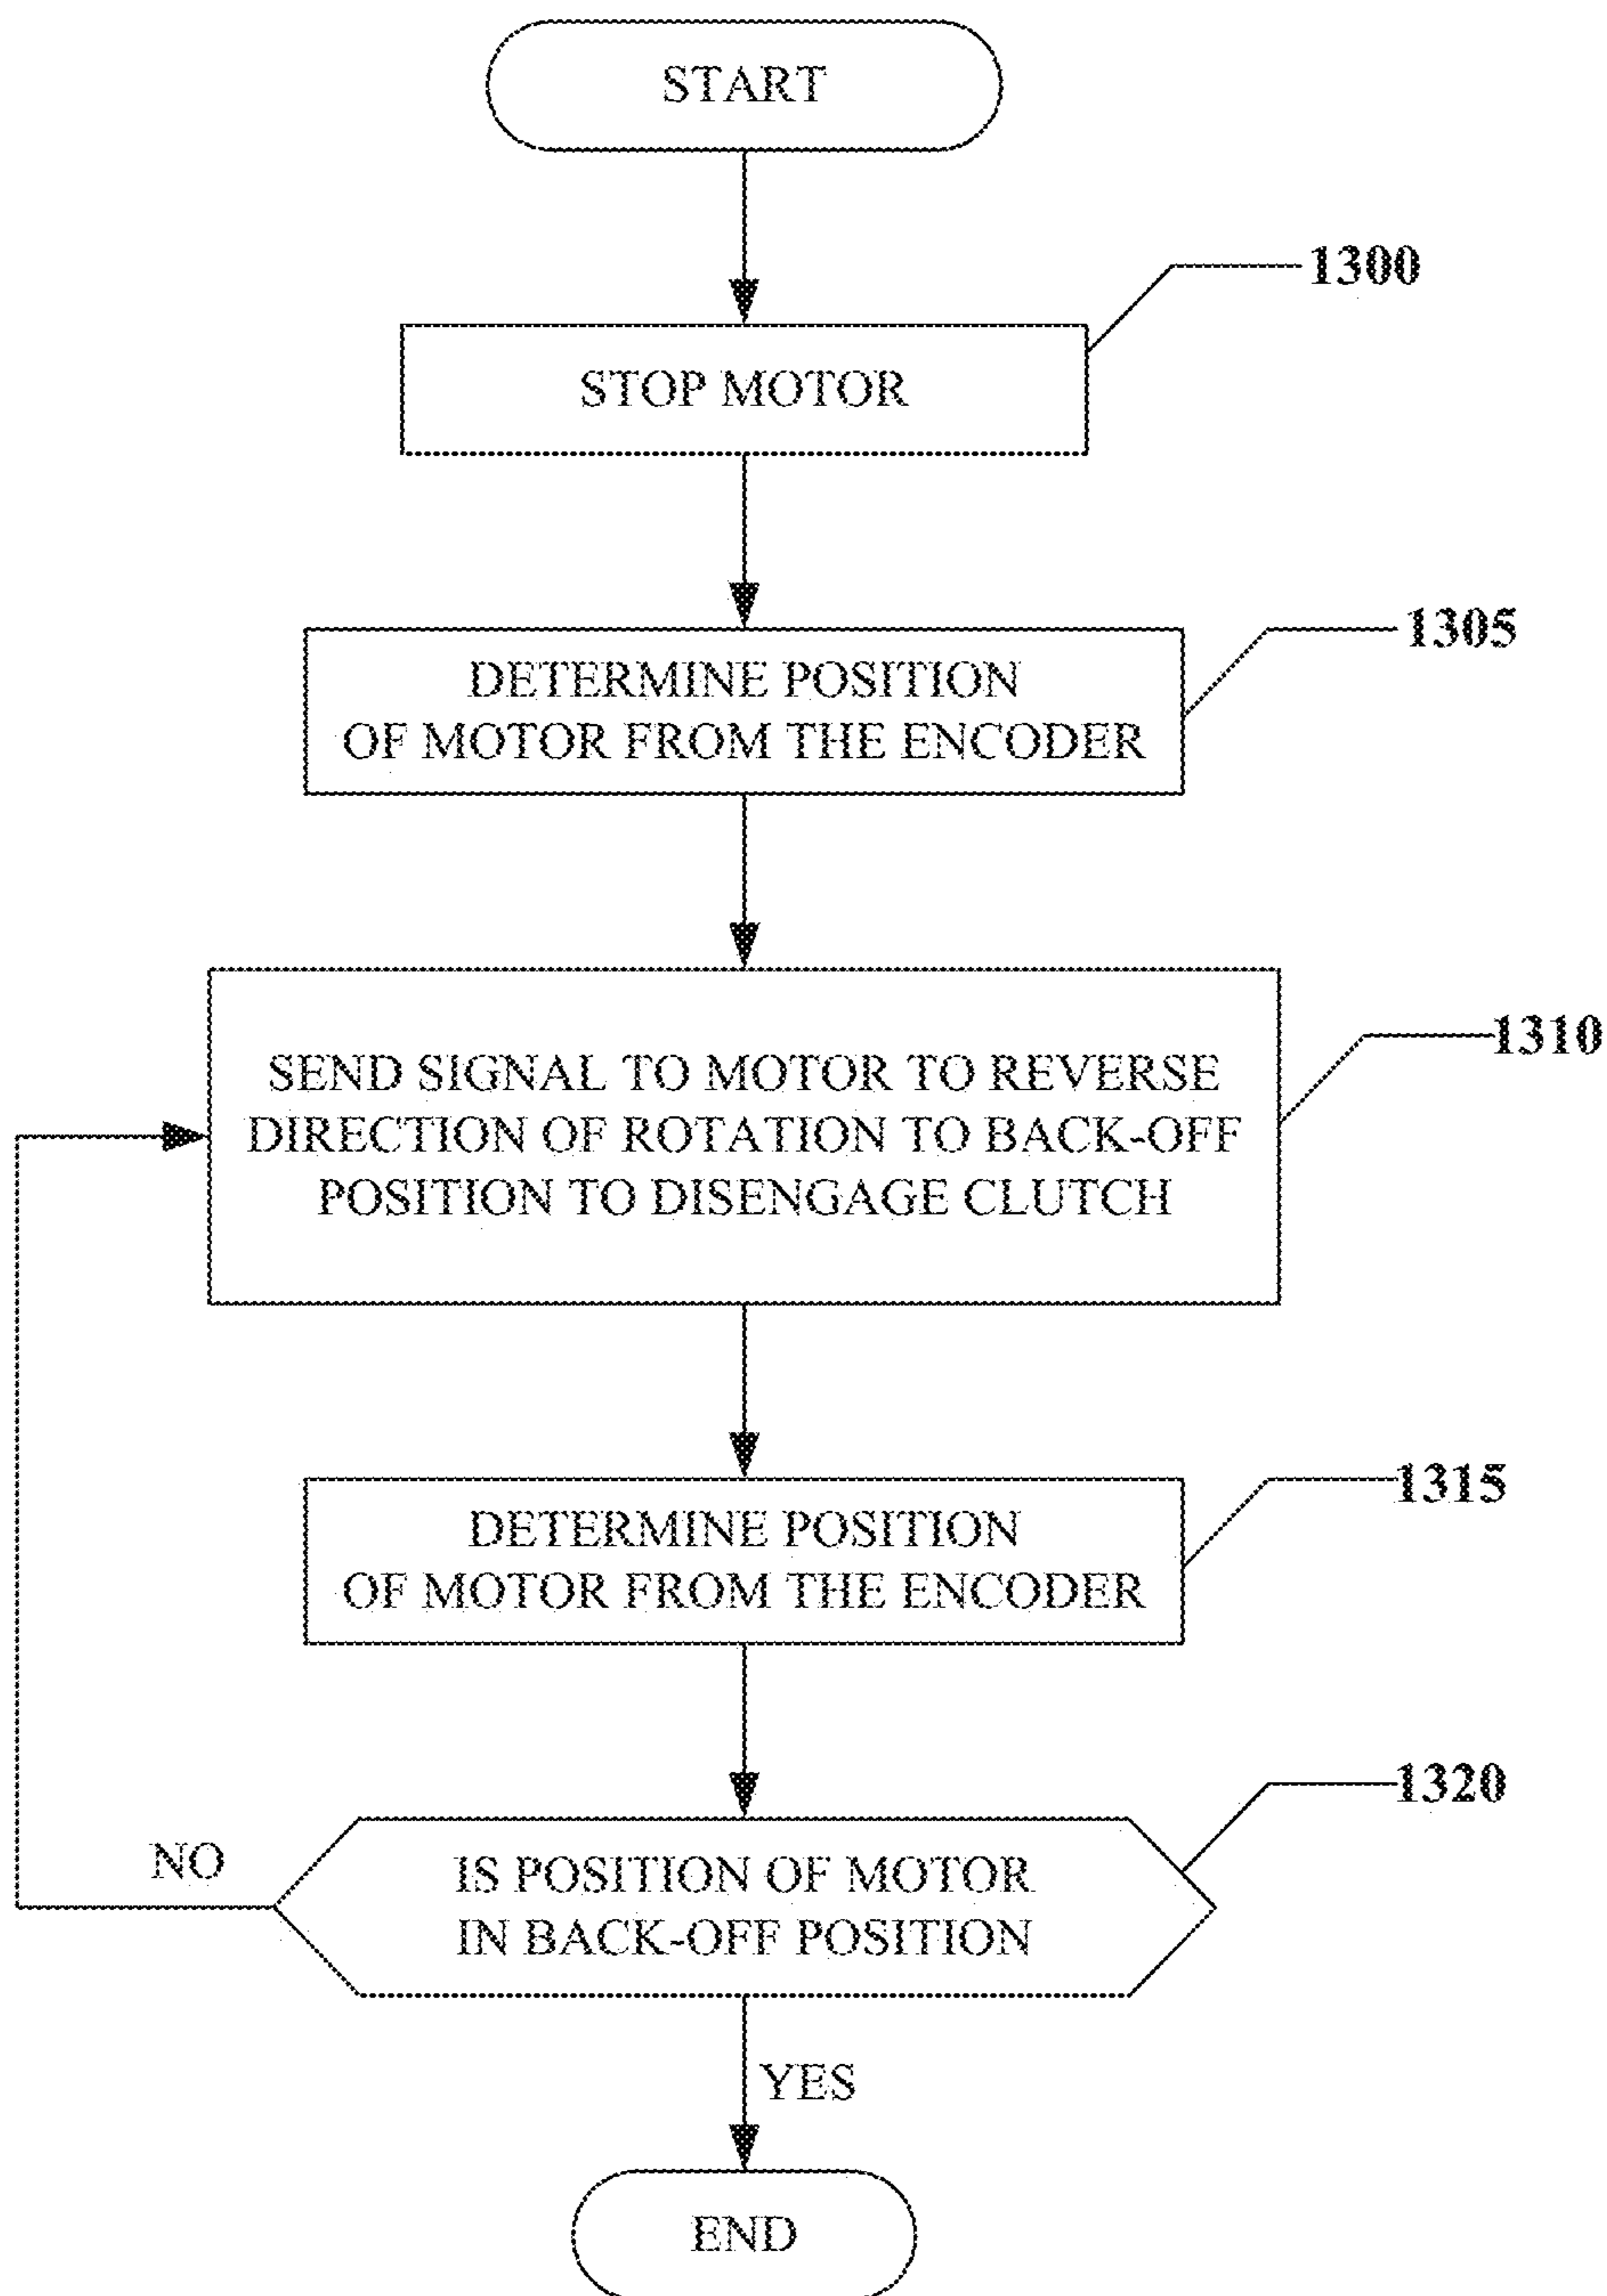 START
1300
STOP MOTOR
1305
DETERMINE POSITION
OF MOTOR FROM THE ENCODER
1310
SEND SIGNAL TO MOTOR TO REVERSE
DIRECTION OF ROTATION TO BACK-OFF
POSITION TO DISENGAGE CLUTCH
1315
DETERMINE POSITION
OF MOTOR FROM THE ENCODER
1320
NO
IS POSITION OF MOTOR
IN BACK-OFF POSITION
YES
END